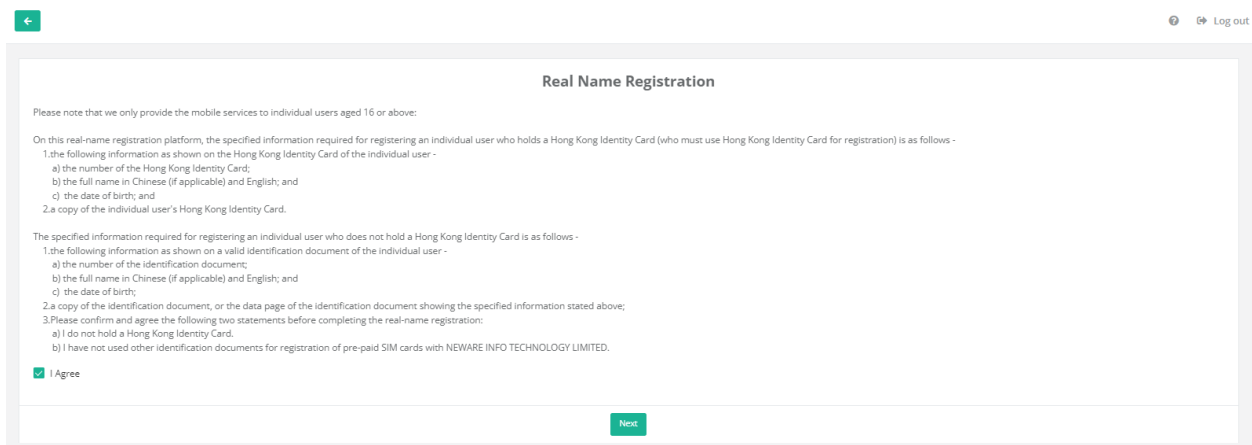 Log out
Real Name Registration
Please note that we only provide the mobile services to individual users aged 16 or above:
On this real-name registration platform, the specified information required for registering an individual user who holds a Hong Kong Identity Card (who must use Hong Kong Identity Card for registration) is as follows -
1.the following information as shown on the Hong Kong Identity Card of the individual user -
a) the number of the Hong Kong Identity Card;
b) the full name in Chinese (if applicable) and English; and
c) the date of birth; and
2.a copy of the individual user's Hong Kong Identity Card.
The specified information required for registering an individual user who does not hold a Hong Kong Identity Card is as follows -
1.the following information as shown on a valid identification document of the individual user -
a) the number of the identification document;
b) the full name in Chinese (if applicable) and English; and
c) the date of birth;
2.a copy of the identification document, or the data page of the identification document showing the specified information stated above;
3.Please confirm and agree the following two statements before completing the real-name registration:
a) I do not hold a Hong Kong Identity Card.
b) I have not used other identification documents for registration of pre-paid SIM cards with NEWARE INFO TECHNOLOGY LIMITED.
I Agree
Next